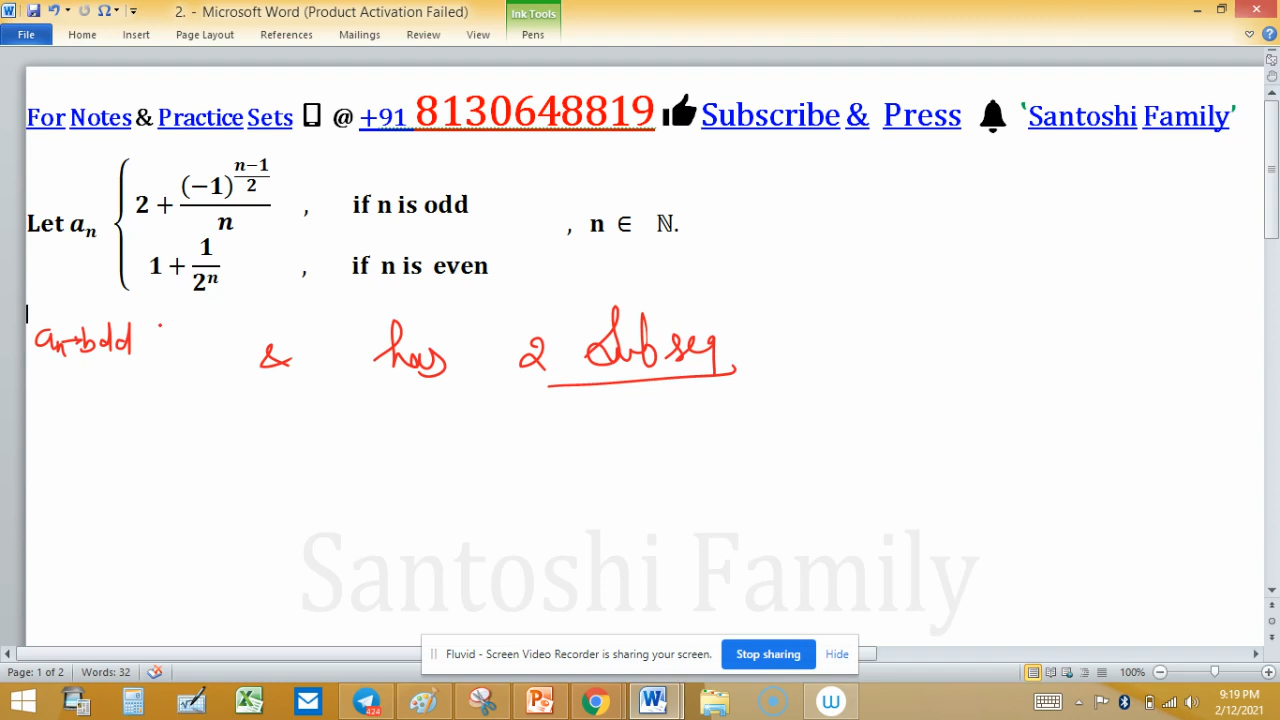 2. - Microsoft Word (Product Activation Failed)
Ink Tools
File Home Insert Page Layout References Mailings Review View Pens
For Notes & Practice Sets @ +91 8130648819 Subscribe & Press 'Santoshi Family'
Let aₙ { 2 + (−1)^((n−1)/2)/n , if n is odd
1 + 1/2ⁿ , if n is even
, n ∈ ℕ.
& has 2 Subseq
Santoshi Family
Fluvid - Screen Video Recorder is sharing your screen. Stop sharing Hide
Page: 1 of 2 Words: 32 100%
424
9:19 PM
2/12/2021